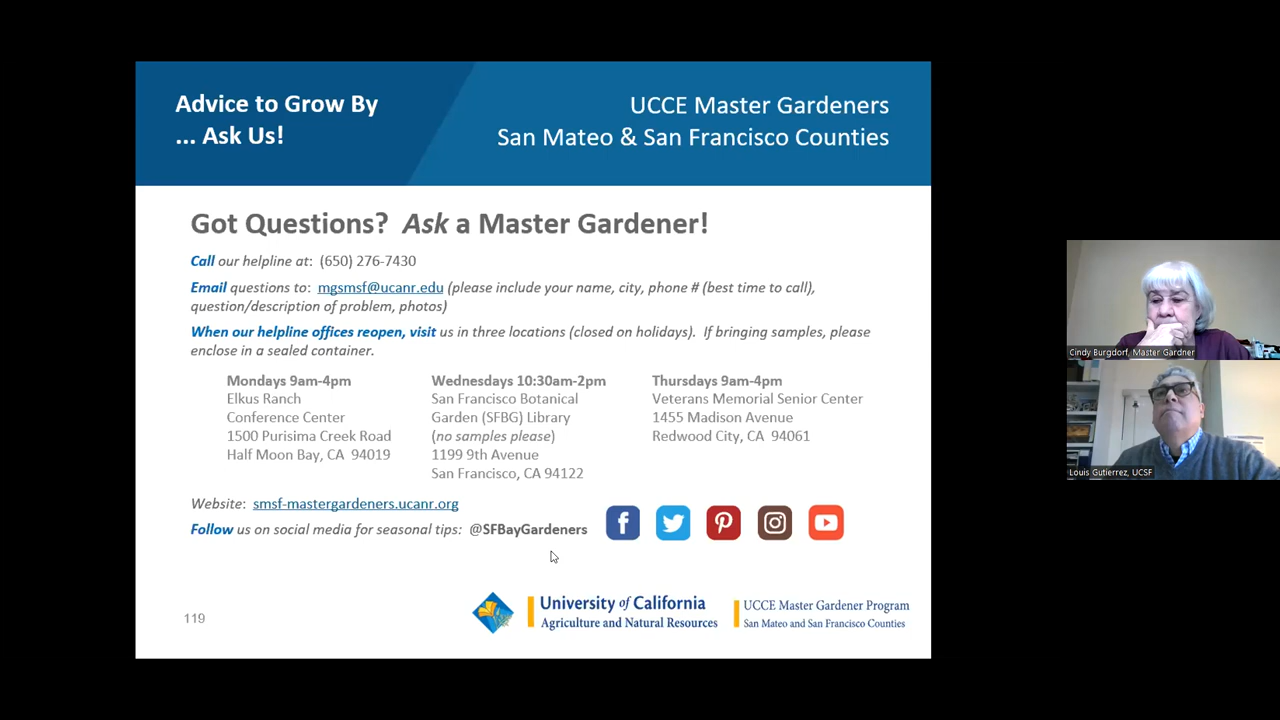 Advice to Grow By
... Ask Us!
UCCE Master Gardeners
San Mateo & San Francisco Counties
Got Questions? Ask a Master Gardener!
Call our helpline at: (650) 276-7430
Email questions to: mgsmsf@ucanr.edu (please include your name, city, phone # (best time to call),
question/description of problem, photos)
When our helpline offices reopen, visit us in three locations (closed on holidays). If bringing samples, please
enclose in a sealed container.
Mondays 9am-4pm
Elkus Ranch
Conference Center
1500 Purisima Creek Road
Half Moon Bay, CA 94019
Wednesdays 10:30am-2pm
San Francisco Botanical
Garden (SFBG) Library
(no samples please)
1199 9th Avenue
San Francisco, CA 94122
Thursdays 9am-4pm
Veterans Memorial Senior Center
1455 Madison Avenue
Redwood City, CA 94061
Website: smsf-mastergardeners.ucanr.org
Follow us on social media for seasonal tips: @SFBayGardeners
119
University of California
Agriculture and Natural Resources
UCCE Master Gardener Program
San Mateo and San Francisco Counties
Cindy Burgdorf, Master Gardner
Louis Gutierrez, UCSF